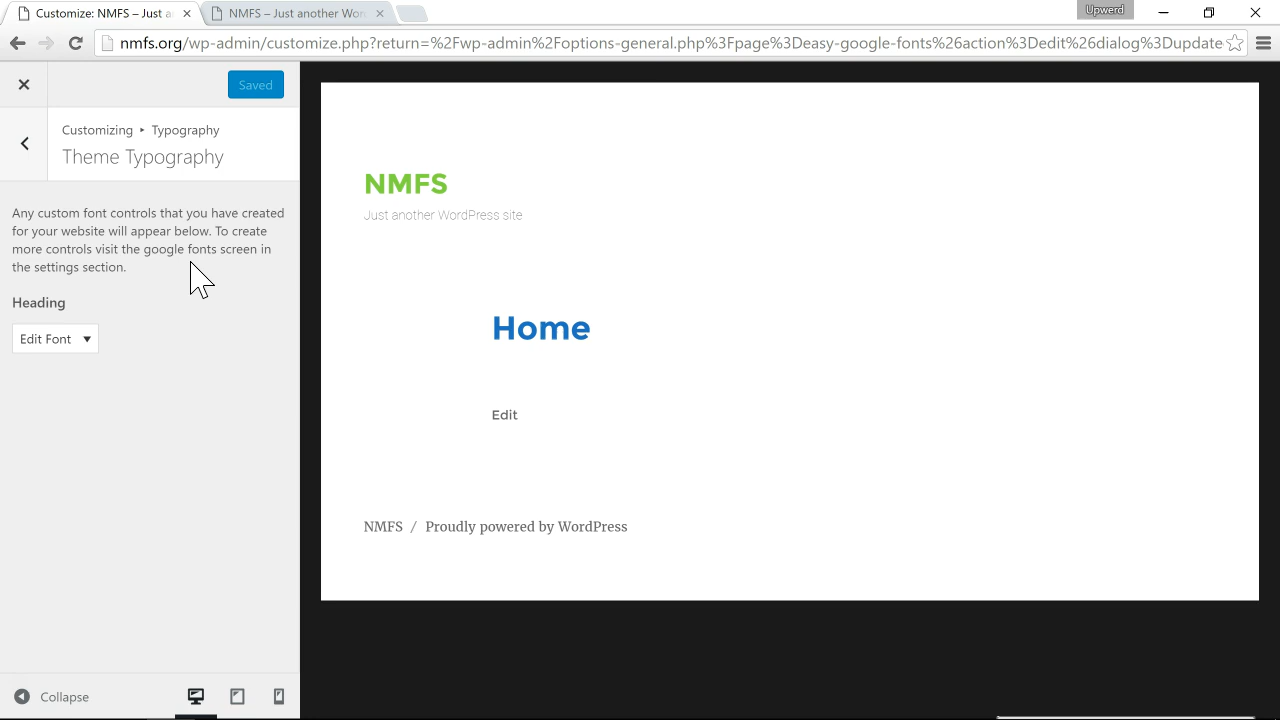 Customize: NMFS – Just a
NMFS – Just another Wor
Upwerd
nmfs.org/wp-admin/customize.php?return=%2Fwp-admin%2Foptions-general.php%3Fpage%3Deasy-google-fonts%26action%3Dedit%26dialog%3Dupdate
Saved
Customizing ▸ Typography
Theme Typography
Any custom font controls that you have created
for your website will appear below. To create
more controls visit the google fonts screen in
the settings section.
Heading
Edit Font
Collapse
NMFS
Just another WordPress site
Home
Edit
NMFS / Proudly powered by WordPress